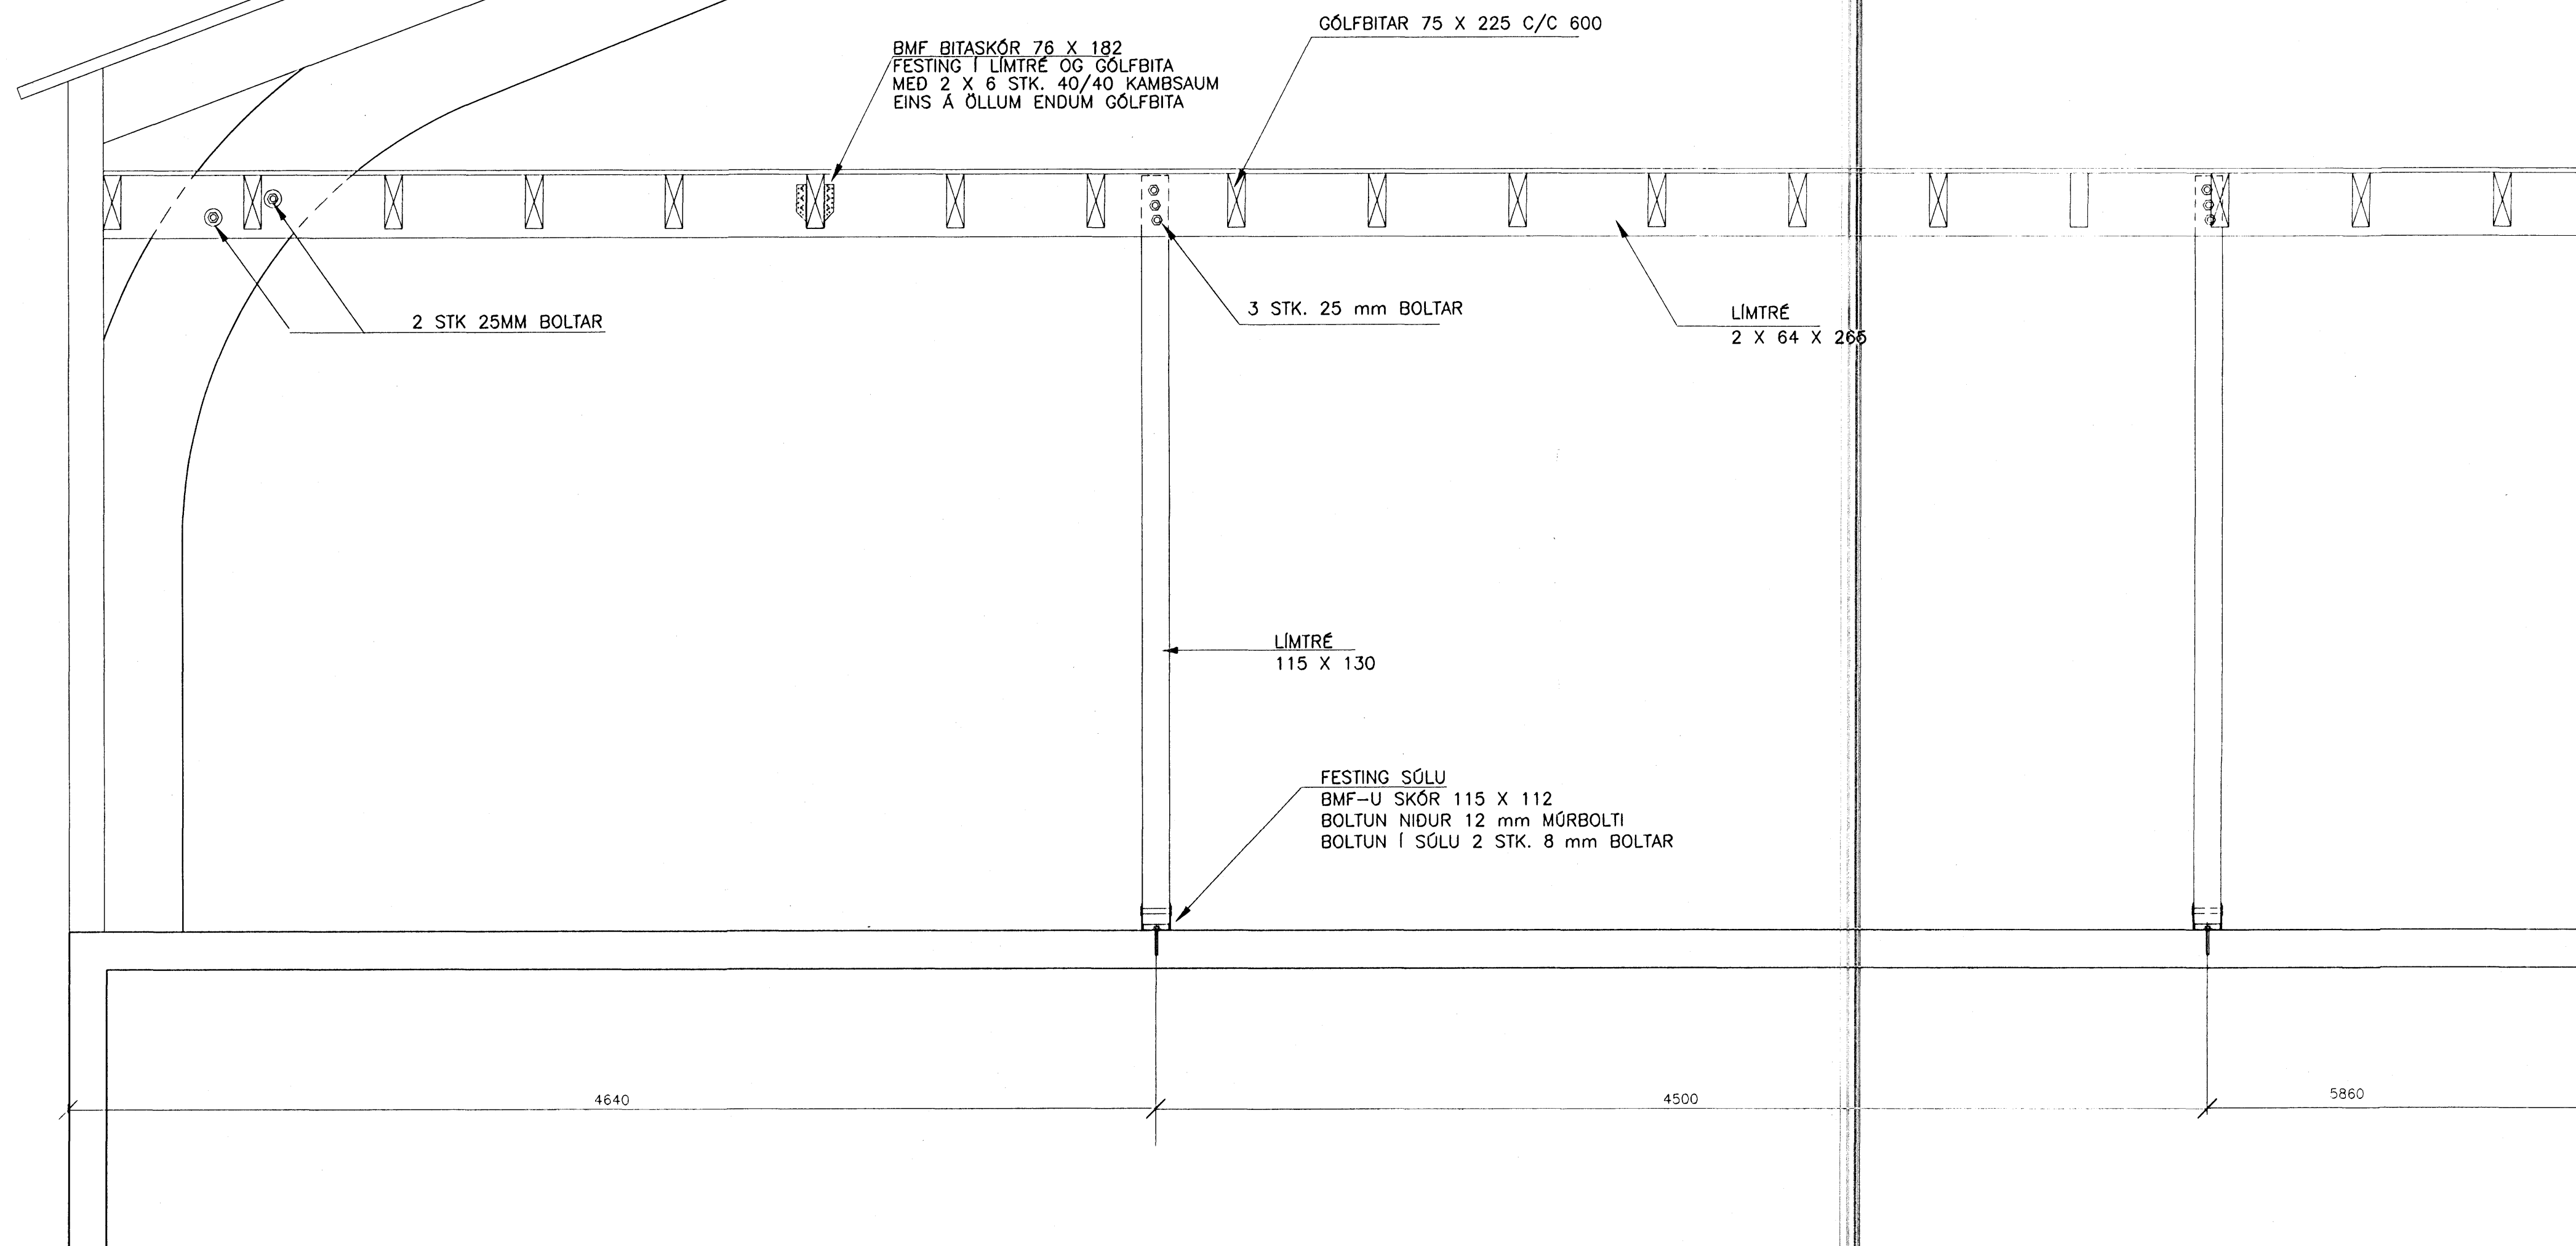 GÓLFBITAR 75 X 225 C/C 600
BMF BITASKÓR 76 X 182
FESTING Í LÍMTRÉ OG GÓLFBITA
MEÐ 2 X 6 STK. 40/40 KAMBSAUM
EINS Á ÖLLUM ENDUM GÓLFBITA
2 STK 25MM BOLTAR
3 STK. 25 mm BOLTAR
LÍMTRÉ
2 X 64 X 265
LÍMTRÉ
115 X 130
FESTING SÚLU
BMF-U SKÓR 115 X 112
BOLTUN NIÐUR 12 mm MÚRBOLTI
BOLTUN Í SÚLU 2 STK. 8 mm BOLTAR
4640
4500
5860